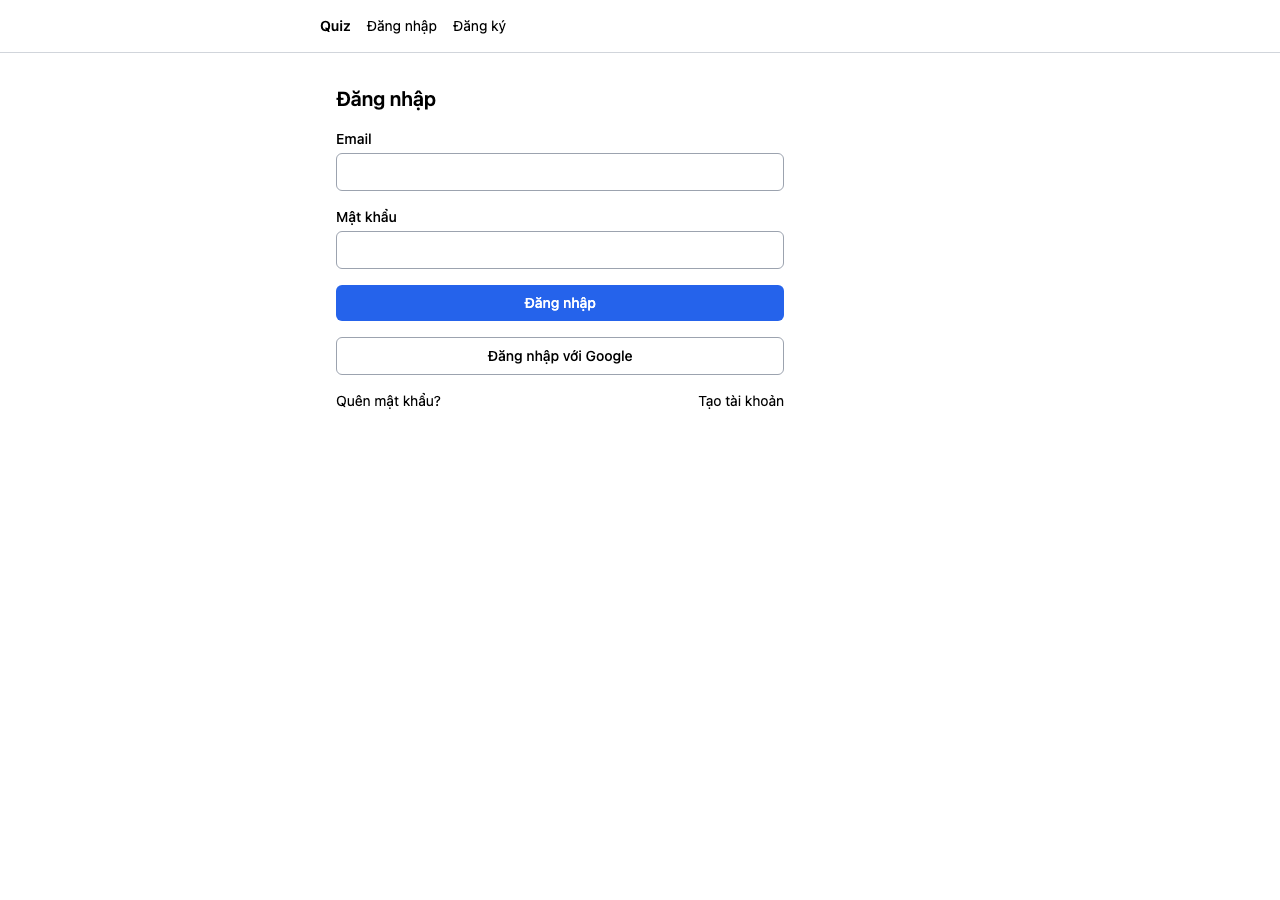 Quiz Đăng nhập Đăng ký
Đăng nhập
Email
Mật khẩu
Đăng nhập
Đăng nhập với Google
Quên mật khẩu? Tạo tài khoản